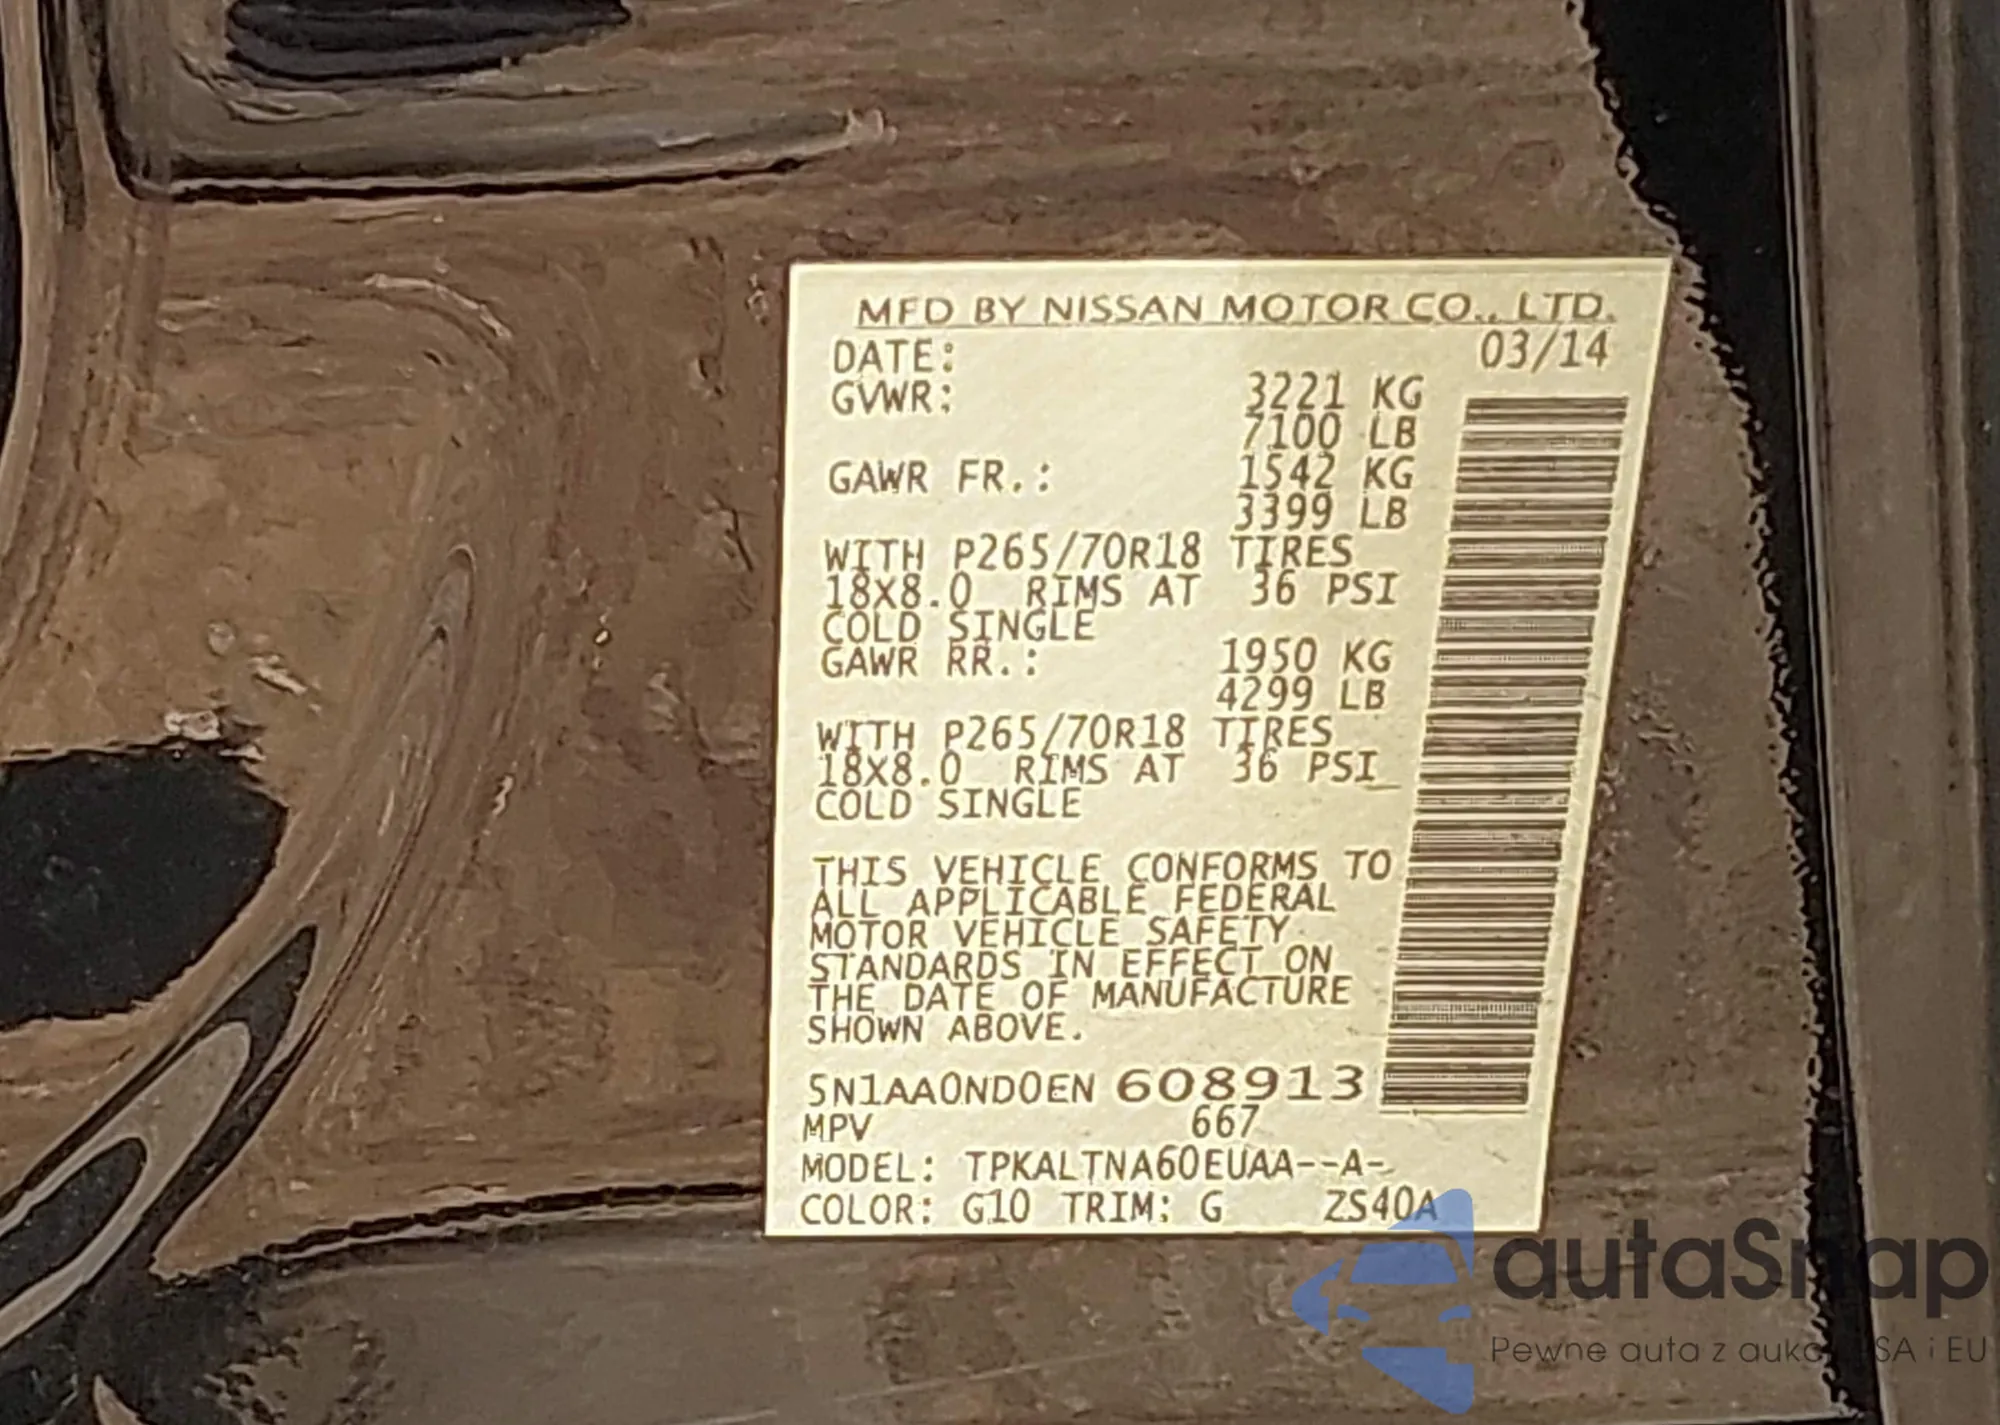 MFD BY NISSAN MOTOR CO., LTD.
DATE: 03/14
GVWR: 3221 KG
7100 LB
GAWR FR.: 1542 KG
3399 LB
WITH P265/70R18 TIRES
18X8.0 RIMS AT 36 PSI
COLD SINGLE
GAWR RR.: 1950 KG
4299 LB
WITH P265/70R18 TIRES
18X8.0 RIMS AT 36 PSI
COLD SINGLE
THIS VEHICLE CONFORMS TO
ALL APPLICABLE FEDERAL
MOTOR VEHICLE SAFETY
STANDARDS IN EFFECT ON
THE DATE OF MANUFACTURE
SHOWN ABOVE.
5N1AA0ND0EN 608913
MPV 667
MODEL: TPKALTNA60EUAA--A-
COLOR: G10 TRIM: G ZS40A
autaSnap
Pewne auta z SA i EU